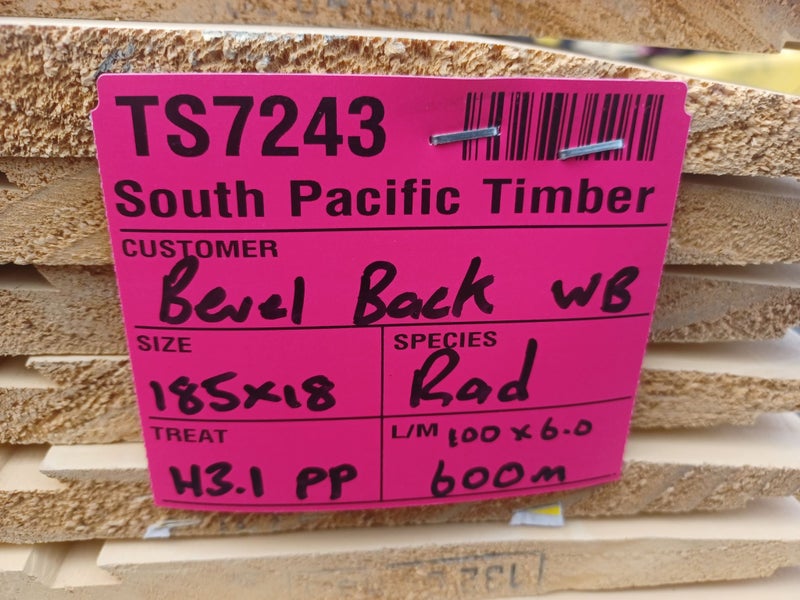 TS7243
South Pacific Timber
CUSTOMER
Bevel Back WB
SIZE
185x18
SPECIES
Rad
TREAT
H3.1 PP
L/M 100 x 6.0
600m